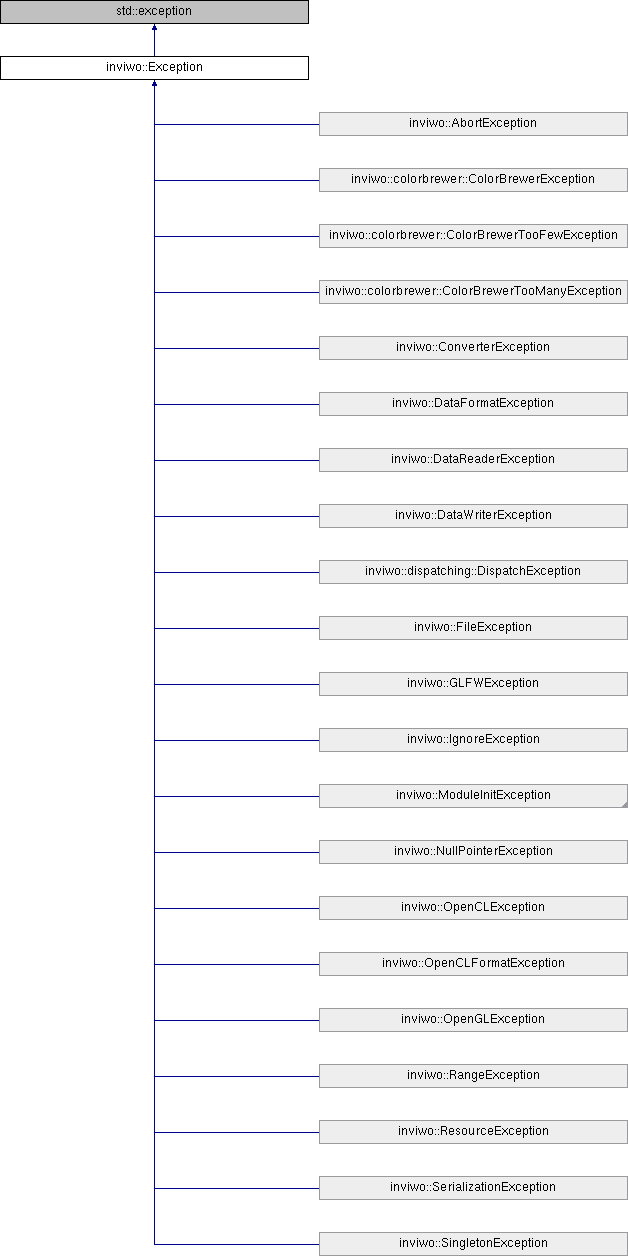 std::exception
inviwo::Exception
inviwo::AbortException
inviwo::colorbrewer::ColorBrewerException
inviwo::colorbrewer::ColorBrewerTooFewException
inviwo::colorbrewer::ColorBrewerTooManyException
inviwo::ConverterException
inviwo::DataFormatException
inviwo::DataReaderException
inviwo::DataWriterException
inviwo::dispatching::DispatchException
inviwo::FileException
inviwo::GLFWException
inviwo::IgnoreException
inviwo::ModuleInitException
inviwo::NullPointerException
inviwo::OpenCLException
inviwo::OpenCLFormatException
inviwo::OpenGLException
inviwo::RangeException
inviwo::ResourceException
inviwo::SerializationException
inviwo::SingletonException